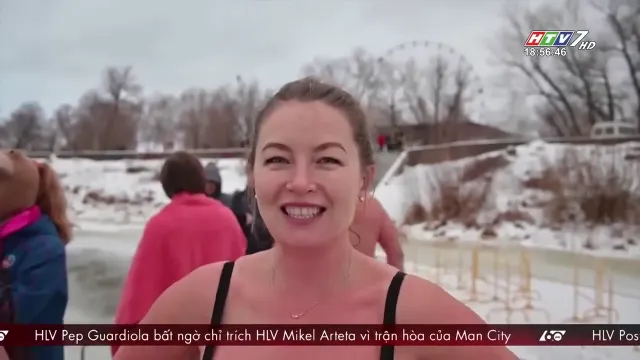 HTV7 HD
18:56:46
HLV Pep Guardiola bất ngờ chỉ trích HLV Mikel Arteta vì trận hòa của Man City
60
HLV Pos